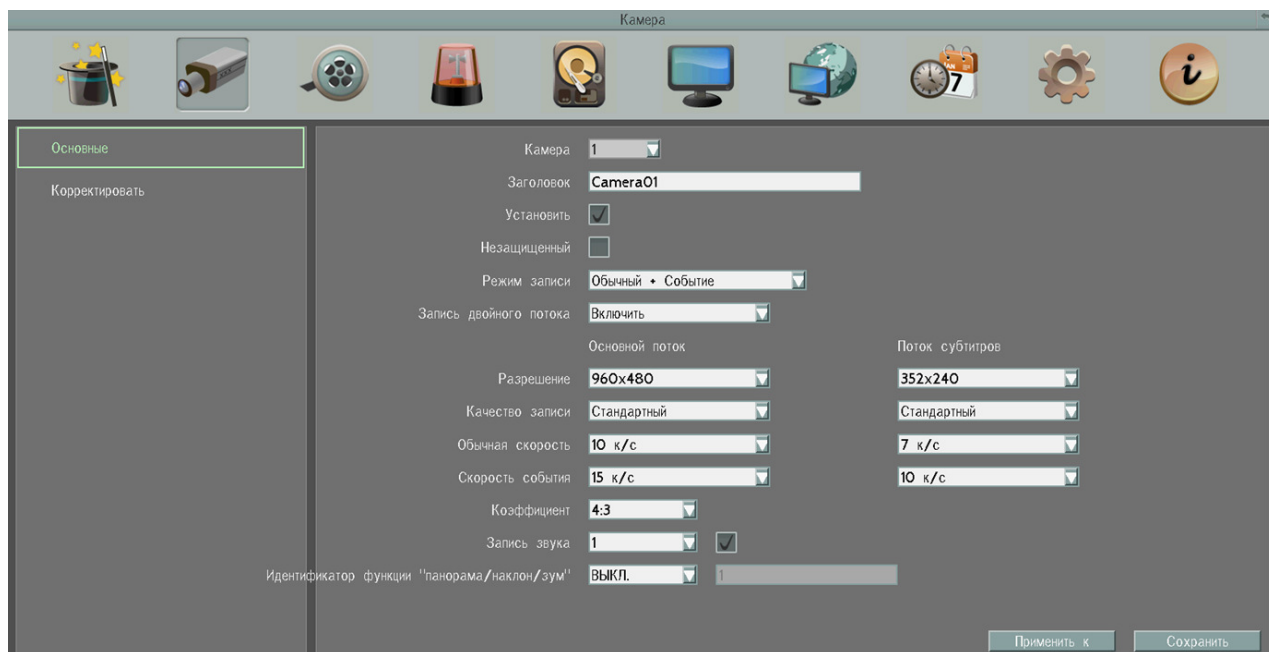 Камера
JAN
7
i
Основные
Корректировать
Камера 1
Заголовок Camera01
Установить
Незащищенный
Режим записи Обычный + Событие
Запись двойного потока Включить
Основной поток Поток субтитров
Разрешение 960x480 352x240
Качество записи Стандартный Стандартный
Обычная скорость 10 к/с 7 к/с
Скорость события 15 к/с 10 к/с
Коэффициент 4:3
Запись звука 1
Идентификатор функции "панорама/наклон/зум" ВЫКЛ. 1
Применить к Сохранить